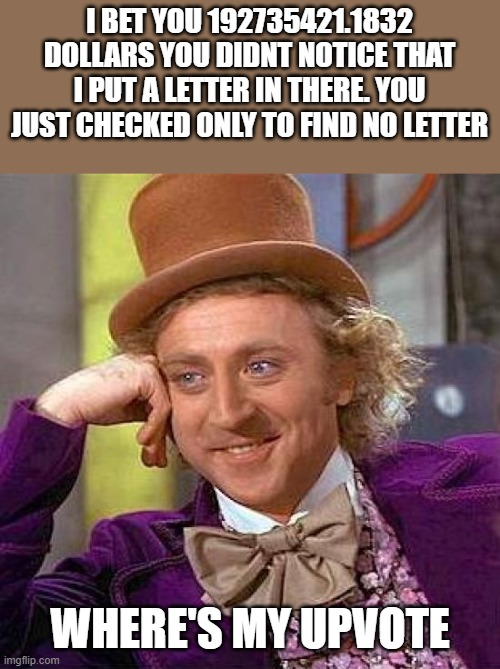 I BET YOU 192735421.1832
DOLLARS YOU DIDNT NOTICE THAT
I PUT A LETTER IN THERE. YOU
JUST CHECKED ONLY TO FIND NO LETTER
WHERE'S MY UPVOTE
imgflip.com